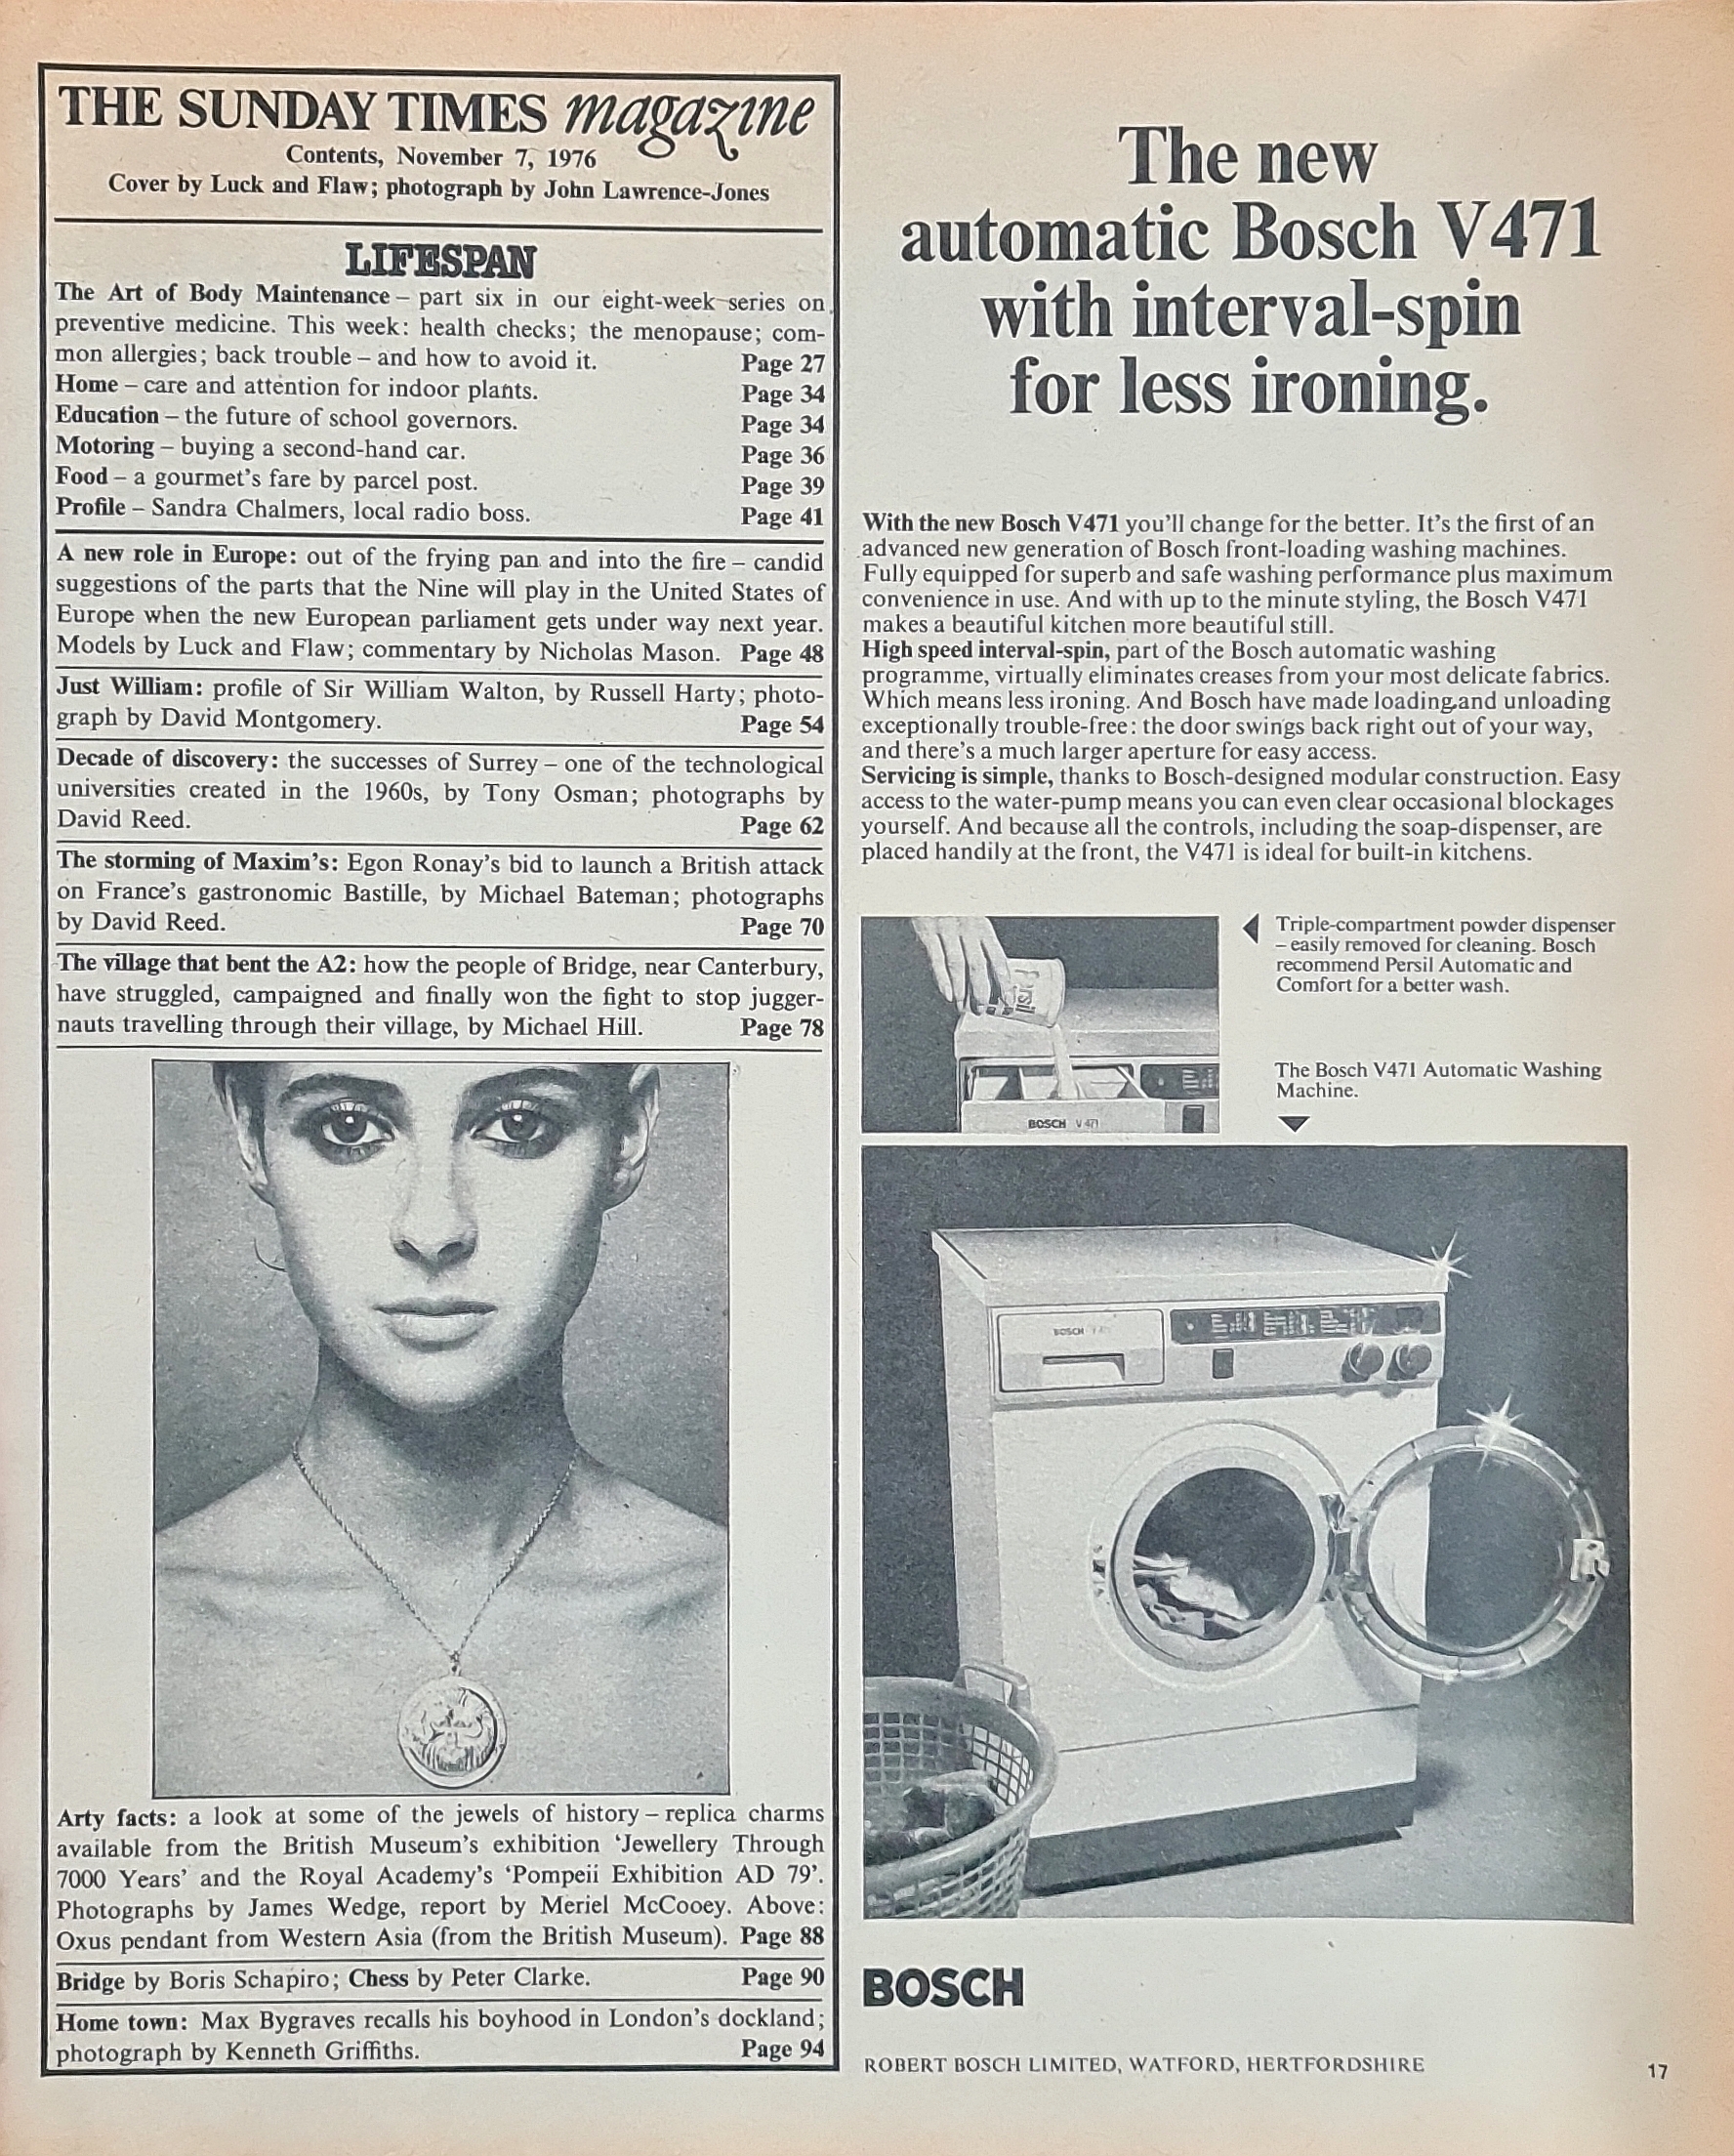 THE SUNDAY TIMES magazine
Contents, November 7, 1976
Cover by Luck and Flaw; photograph by John Lawrence-Jones
LIFESPAN
The Art of Body Maintenance – part six in our eight-week series on
preventive medicine. This week: health checks; the menopause; com-
mon allergies; back trouble – and how to avoid it. Page 27
Home – care and attention for indoor plants. Page 34
Education – the future of school governors. Page 34
Motoring – buying a second-hand car. Page 36
Food – a gourmet's fare by parcel post. Page 39
Profile – Sandra Chalmers, local radio boss. Page 41
A new role in Europe: out of the frying pan and into the fire – candid
suggestions of the parts that the Nine will play in the United States of
Europe when the new European parliament gets under way next year.
Models by Luck and Flaw; commentary by Nicholas Mason. Page 48
Just William: profile of Sir William Walton, by Russell Harty; photo-
graph by David Montgomery. Page 54
Decade of discovery: the successes of Surrey – one of the technological
universities created in the 1960s, by Tony Osman; photographs by
David Reed. Page 62
The storming of Maxim's: Egon Ronay's bid to launch a British attack
on France's gastronomic Bastille, by Michael Bateman; photographs
by David Reed. Page 70
The village that bent the A2: how the people of Bridge, near Canterbury,
have struggled, campaigned and finally won the fight to stop jugger-
nauts travelling through their village, by Michael Hill. Page 78
Arty facts: a look at some of the jewels of history – replica charms
available from the British Museum's exhibition 'Jewellery Through
7000 Years' and the Royal Academy's 'Pompeii Exhibition AD 79'.
Photographs by James Wedge, report by Meriel McCooey. Above:
Oxus pendant from Western Asia (from the British Museum). Page 88
Bridge by Boris Schapiro; Chess by Peter Clarke. Page 90
Home town: Max Bygraves recalls his boyhood in London's dockland;
photograph by Kenneth Griffiths. Page 94
The new
automatic Bosch V471
with interval-spin
for less ironing.
With the new Bosch V471 you'll change for the better. It's the first of an
advanced new generation of Bosch front-loading washing machines.
Fully equipped for superb and safe washing performance plus maximum
convenience in use. And with up to the minute styling, the Bosch V471
makes a beautiful kitchen more beautiful still.
High speed interval-spin, part of the Bosch automatic washing
programme, virtually eliminates creases from your most delicate fabrics.
Which means less ironing. And Bosch have made loading and unloading
exceptionally trouble-free: the door swings back right out of your way,
and there's a much larger aperture for easy access.
Servicing is simple, thanks to Bosch-designed modular construction. Easy
access to the water-pump means you can even clear occasional blockages
yourself. And because all the controls, including the soap-dispenser, are
placed handily at the front, the V471 is ideal for built-in kitchens.
Triple-compartment powder dispenser
– easily removed for cleaning. Bosch
recommend Persil Automatic and
Comfort for a better wash.
BOSCH V 471
The Bosch V471 Automatic Washing
Machine.
BOSCH
BOSCH
ROBERT BOSCH LIMITED, WATFORD, HERTFORDSHIRE
17